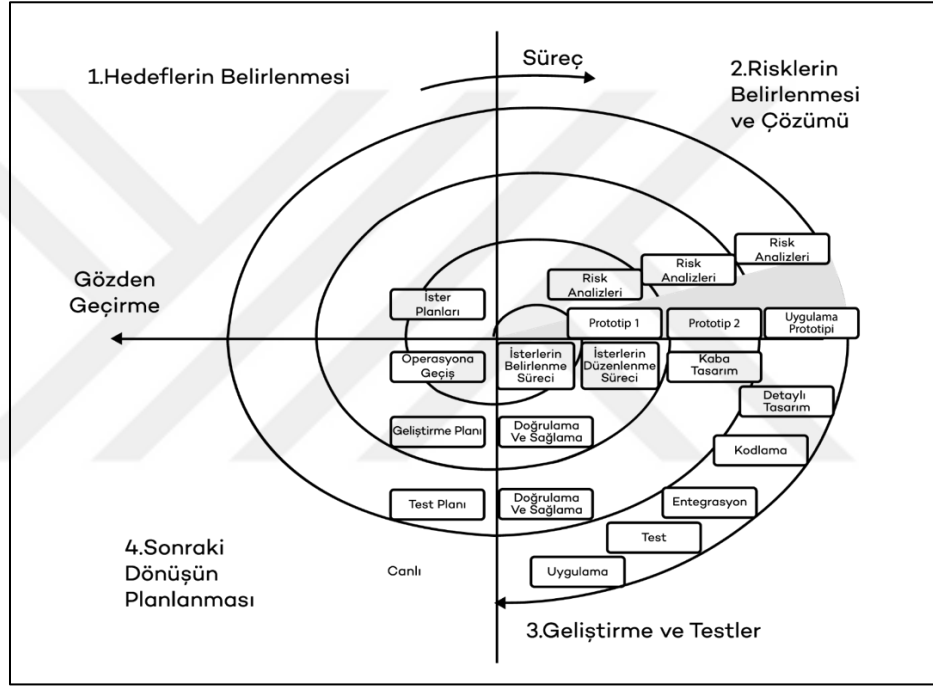 1.Hedeflerin Belirlenmesi
Süreç
2.Risklerin
Belirlenmesi
ve Çözümü
Gözden
Geçirme
Risk
Analizleri
Risk
Analizleri
Risk
Analizleri
İster
Planları
Prototip 1
Prototip 2
Uygulama
Prototipi
Operasyona
Geçiş
İsterlerin
Belirlenme
Süreci
İsterlerin
Düzenlenme
Süreci
Kaba
Tasarım
Detaylı
Tasarım
Geliştirme Planı
Doğrulama
Ve Sağlama
Kodlama
Test Planı
Doğrulama
Ve Sağlama
Entegrasyon
Test
4.Sonraki
Dönüşün
Planlanması
Canlı
Uygulama
3.Geliştirme ve Testler